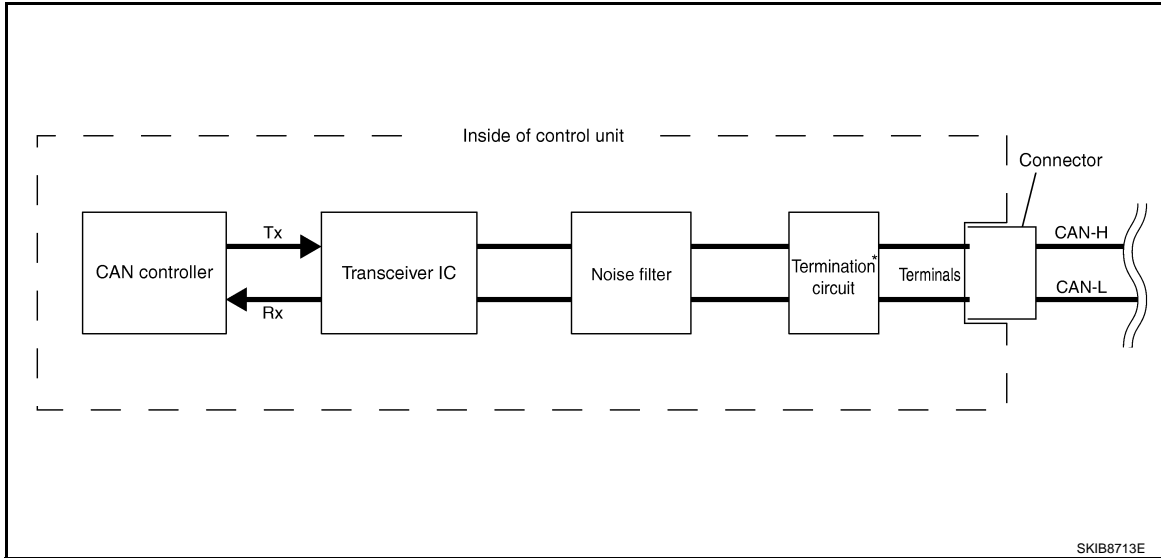 Inside of control unit
Connector
CAN controller
Tx
Rx
Transceiver IC
Noise filter
Termination*
circuit
Terminals
CAN-H
CAN-L
SKIB8713E